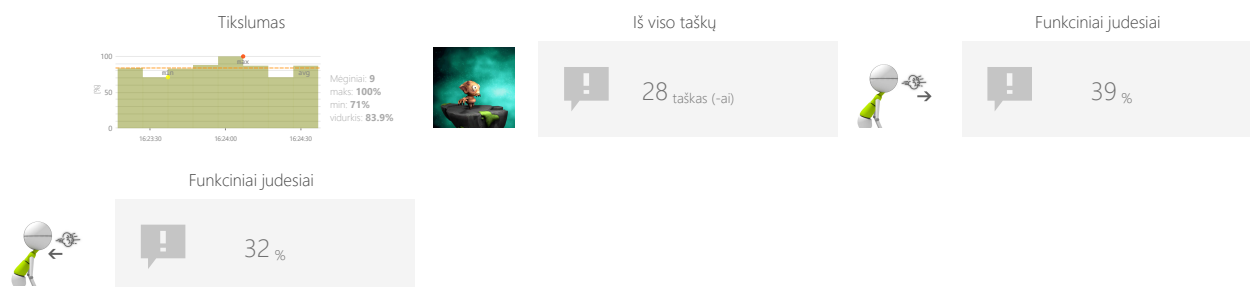 Tikslumas
Iš viso taškų
Funkciniai judesiai
100
50
0
[%]
min
max
avg
16:23:30
16:24:00
16:24:30
Mėginiai: 9
maks: 100%
min: 71%
vidurkis: 83.9%
28 taškas (-ai)
39 %
Funkciniai judesiai
32 %